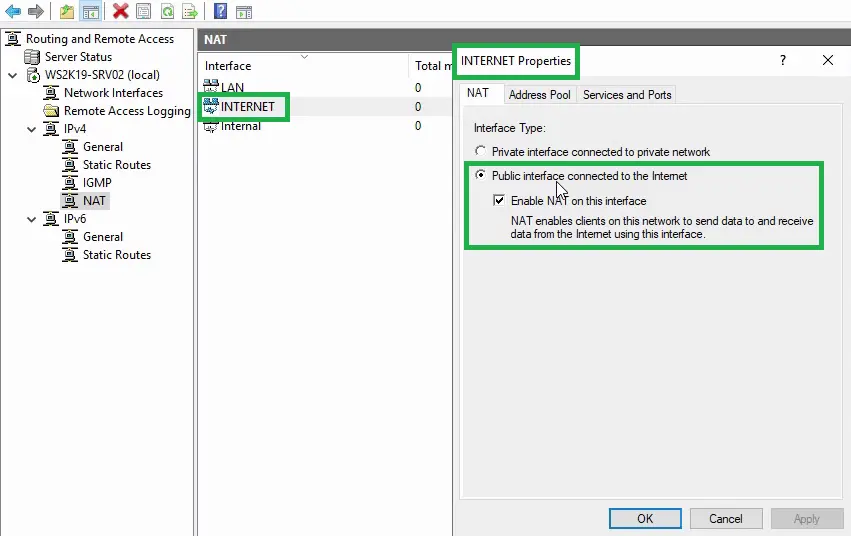 Routing and Remote Access
Server Status
WS2K19-SRV02 (local)
Network Interfaces
Remote Access Logging
IPv4
General
Static Routes
IGMP
NAT
IPv6
General
Static Routes
NAT
Interface
Total m
LAN
0
INTERNET
0
Internal
0
INTERNET Properties
?
NAT
Address Pool
Services and Ports
Interface Type:
Private interface connected to private network
Public interface connected to the Internet
Enable NAT on this interface
NAT enables clients on this network to send data to and receive
data from the Internet using this interface.
OK
Cancel
Apply